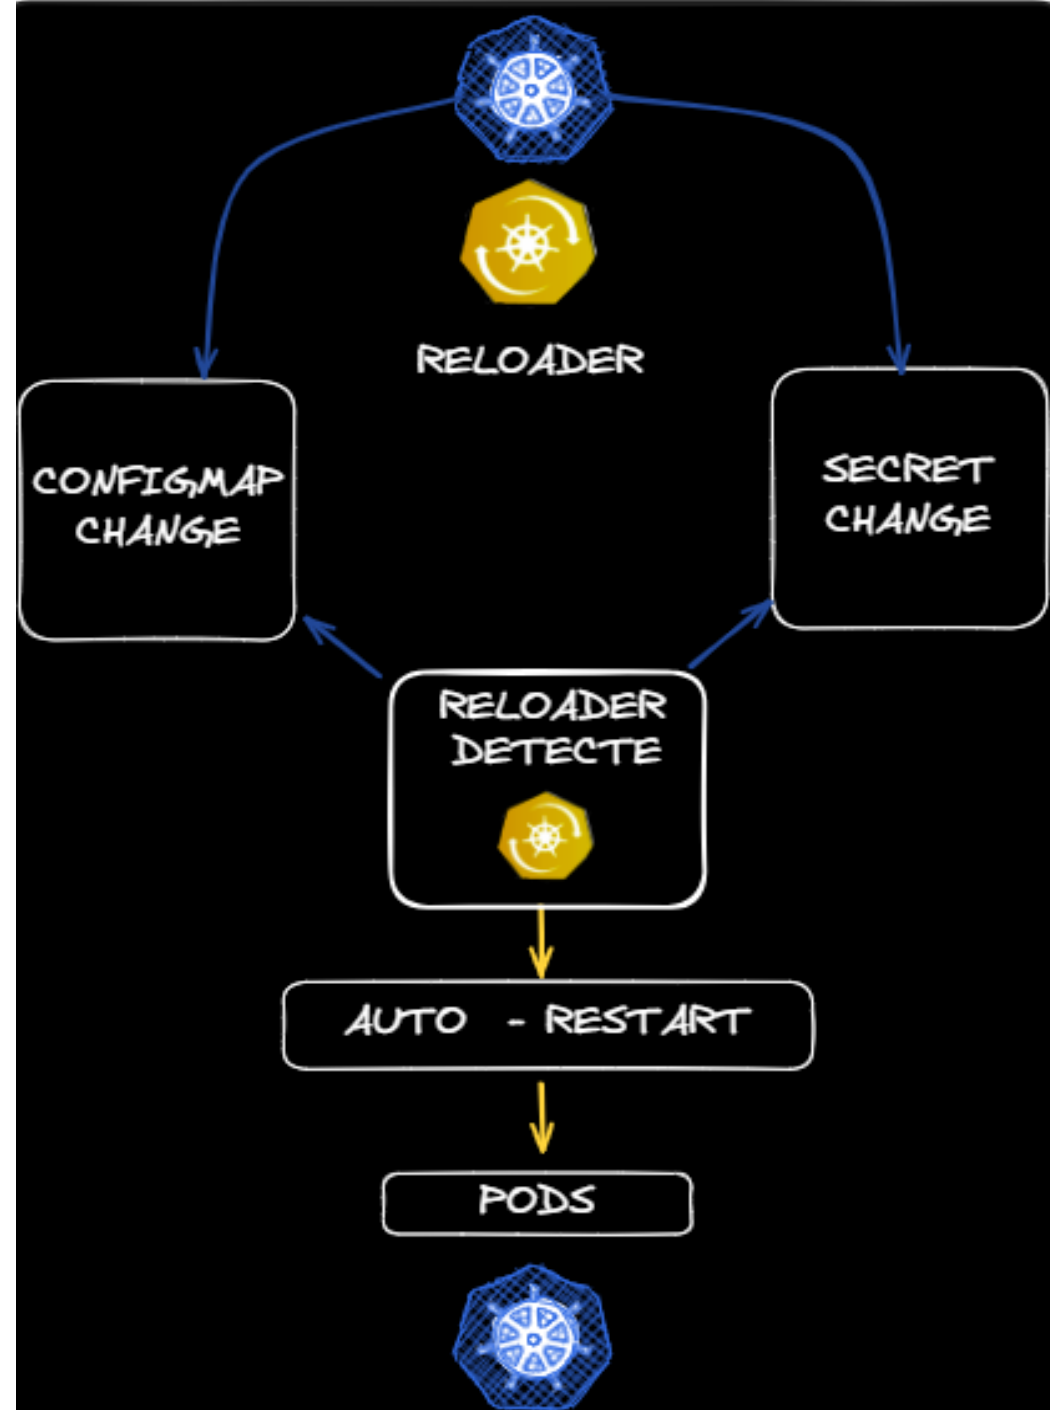 RELOADER
CONFIGMAP
CHANGE
SECRET
CHANGE
RELOADER
DETECTE
AUTO - RESTART
PODS